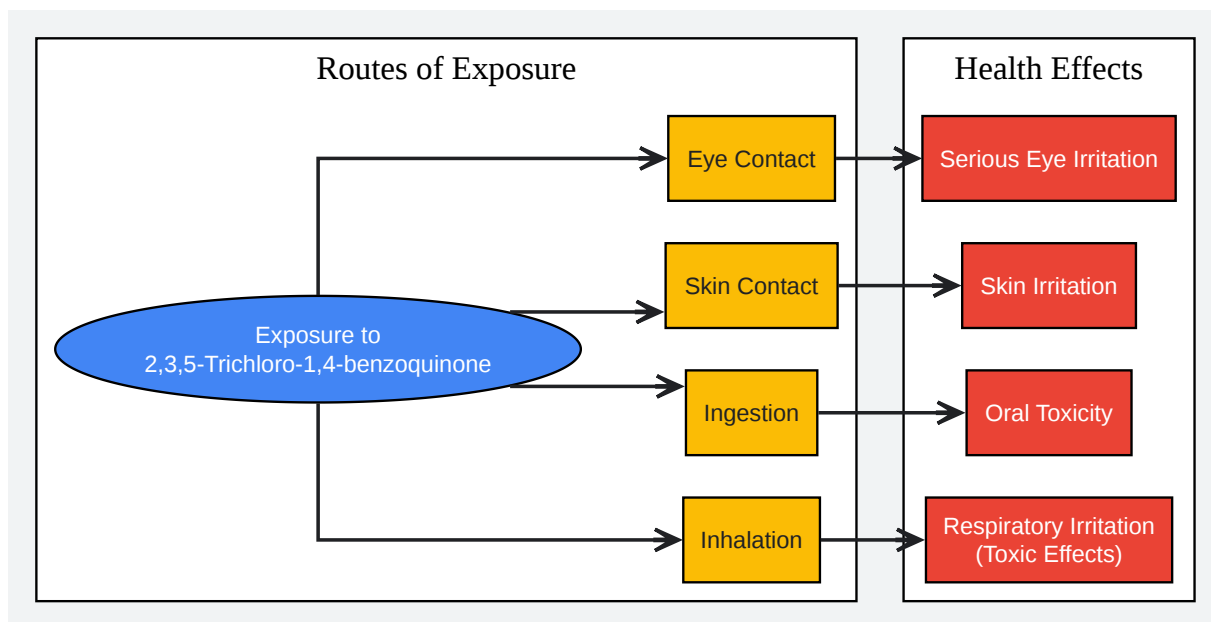 Routes of Exposure
Health Effects
Eye Contact
Serious Eye Irritation
Skin Contact
Skin Irritation
Exposure to
2,3,5-Trichloro-1,4-benzoquinone
Ingestion
Oral Toxicity
Inhalation
Respiratory Irritation
(Toxic Effects)